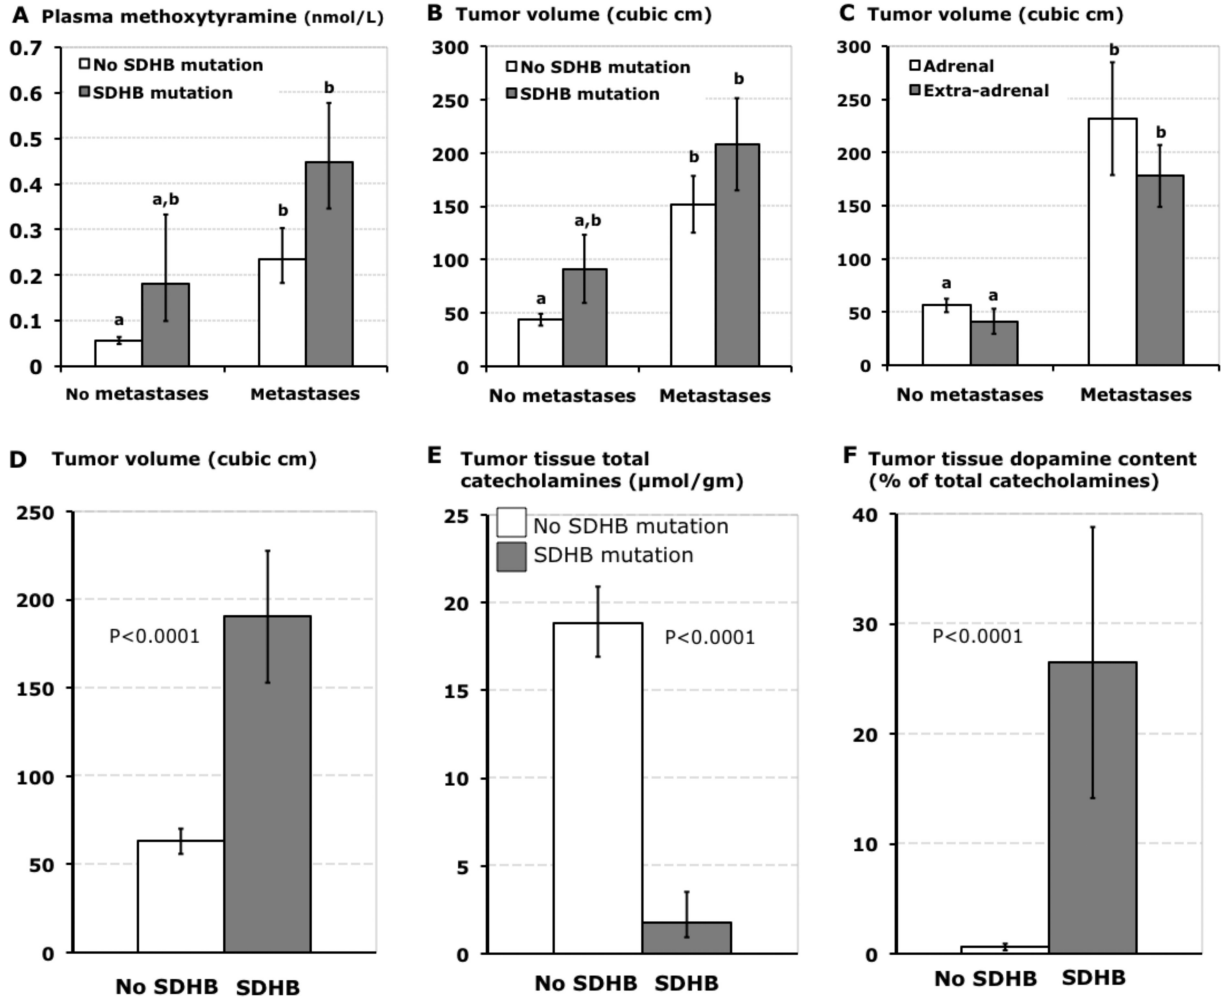 A Plasma methoxytyramine (nmol/L)
0.7
0.6
0.5
0.4
0.3
0.2
0.1
0
No SDHB mutation
SDHB mutation
a
a,b
b
b
No metastases Metastases
B Tumor volume (cubic cm)
300
250
200
150
100
50
0
No SDHB mutation
SDHB mutation
a
a,b
b
b
No metastases Metastases
C Tumor volume (cubic cm)
300
250
200
150
100
50
0
Adrenal
Extra-adrenal
a
a
b
b
No metastases Metastases
D Tumor volume (cubic cm)
250
200
150
100
50
0
P<0.0001
No SDHB SDHB
E Tumor tissue total
catecholamines (µmol/gm)
25
20
15
10
5
0
No SDHB mutation
SDHB mutation
P<0.0001
No SDHB SDHB
F Tumor tissue dopamine content
(% of total catecholamines)
40
30
20
10
0
P<0.0001
No SDHB SDHB